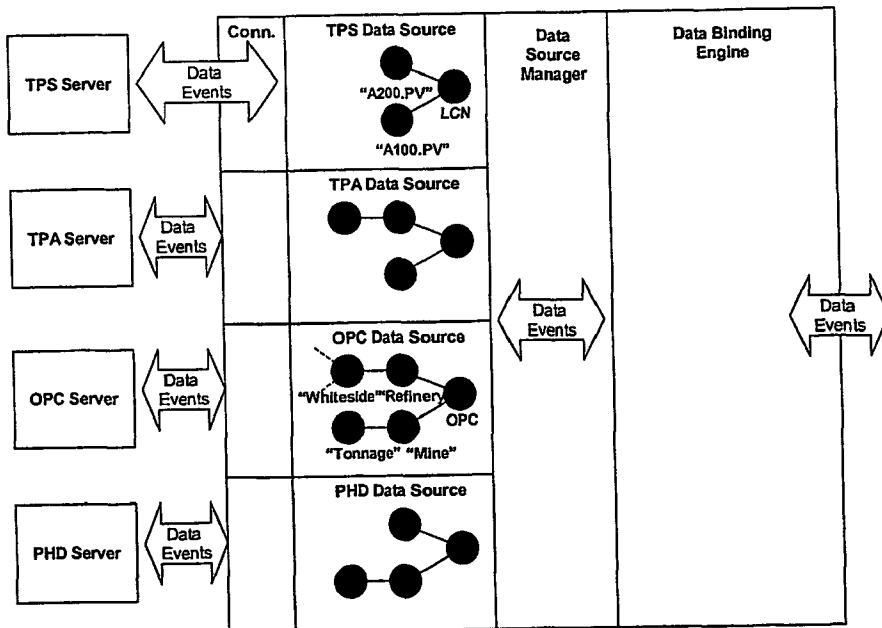 Conn.
TPS Data Source
Data
Source
Manager
Data Binding
Engine
TPS Server
Data
Events
"A200.PV"
LCN
"A100.PV"
TPA Data Source
TPA Server
Data
Events
Data
Events
Data
Events
OPC Data Source
OPC Server
Data
Events
"Whiteside" "Refinery
OPC
"Tonnage" "Mine"
PHD Data Source
PHD Server
Data
Events